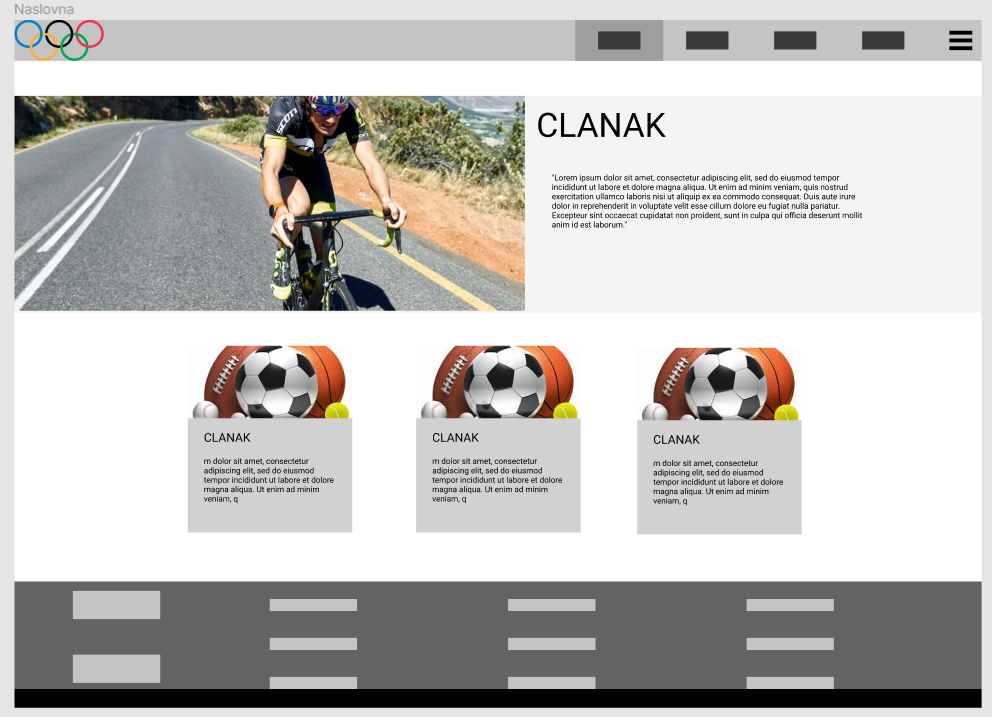 Naslovna
SCOTT
CLANAK
"Lorem ipsum dolor sit amet, consectetur adipiscing elit, sed do eiusmod tempor
incididunt ut labore et dolore magna aliqua. Ut enim ad minim veniam, quis nostrud
exercitation ullamco laboris nisi ut aliquip ex ea commodo consequat. Duis aute irure
dolor in reprehenderit in voluptate velit esse cillum dolore eu fugiat nulla pariatur.
Excepteur sint occaecat cupidatat non proident, sunt in culpa qui officia deserunt mollit
anim id est laborum."
CLANAK
m dolor sit amet, consectetur
adipiscing elit, sed do eiusmod
tempor incididunt ut labore et dolore
magna aliqua. Ut enim ad minim
veniam, q
CLANAK
m dolor sit amet, consectetur
adipiscing elit, sed do eiusmod
tempor incididunt ut labore et dolore
magna aliqua. Ut enim ad minim
veniam, q
CLANAK
m dolor sit amet, consectetur
adipiscing elit, sed do eiusmod
tempor incididunt ut labore et dolore
magna aliqua. Ut enim ad minim
veniam, q